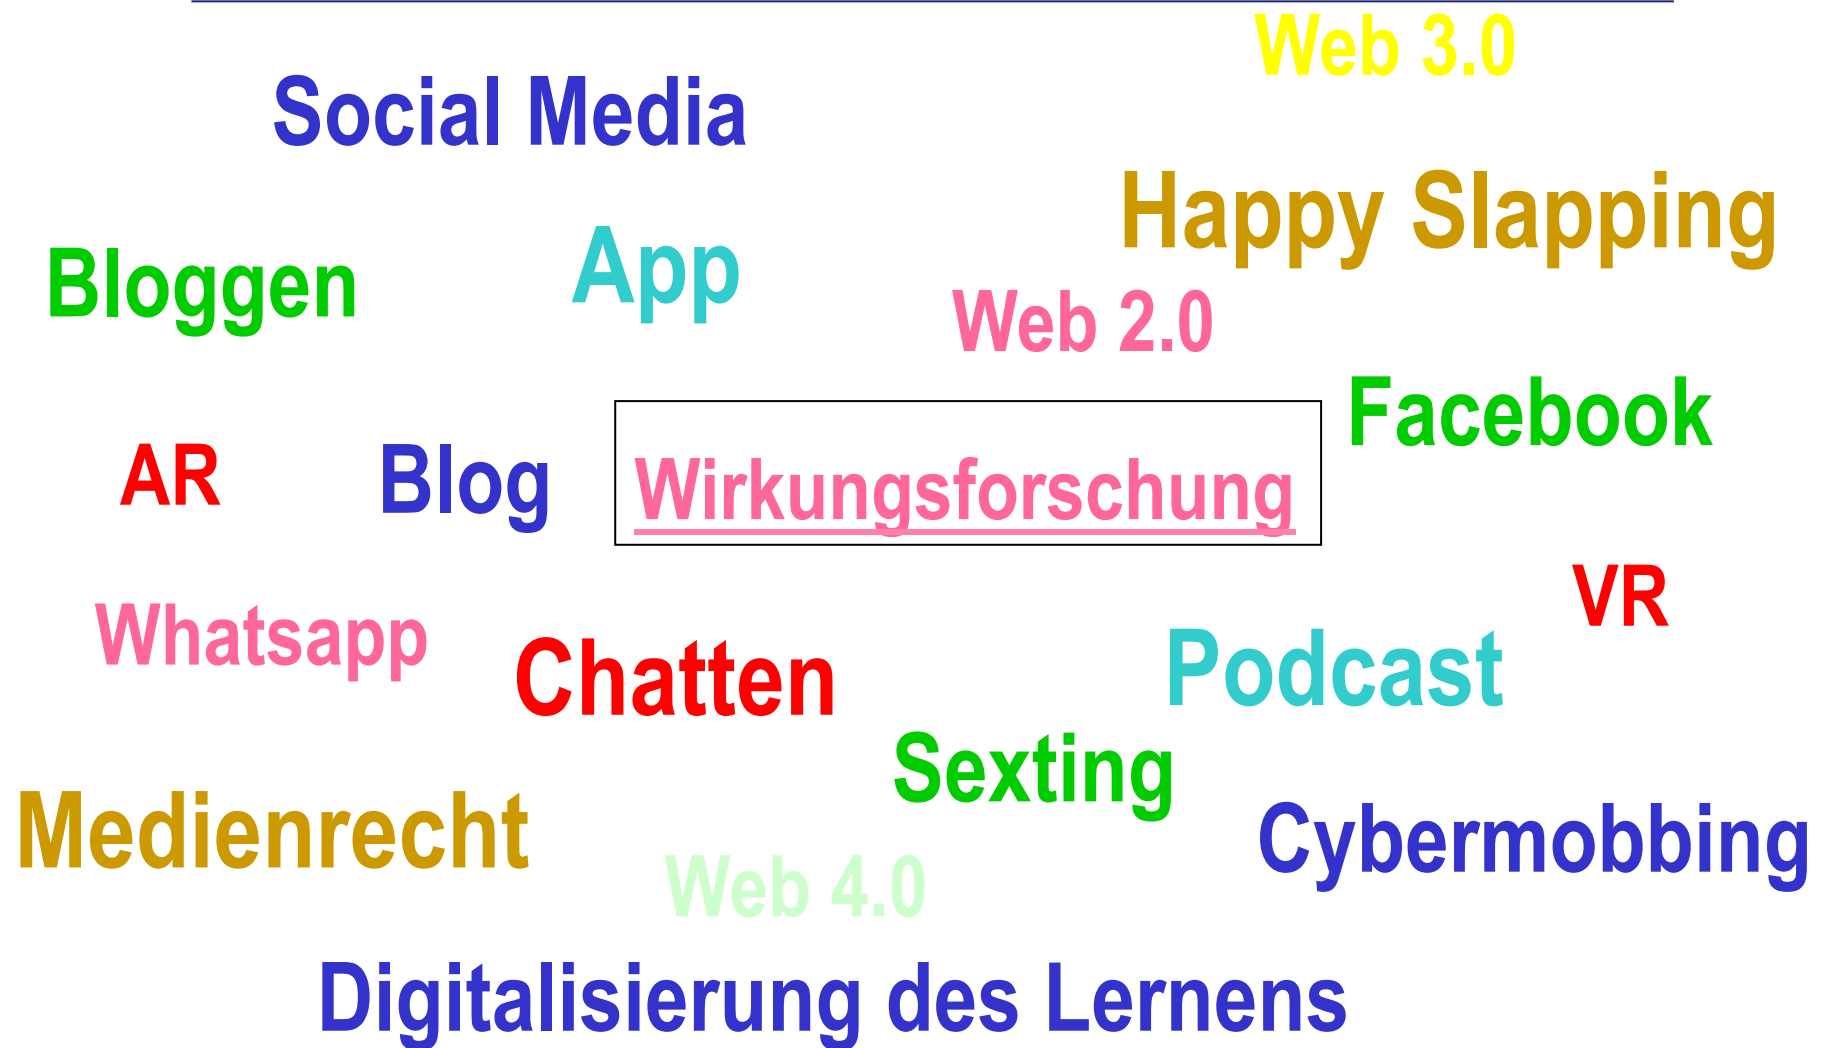 Web 3.0
Social Media
Happy Slapping
App
Bloggen
Web 2.0
Facebook
AR
Blog
Wirkungsforschung
VR
Whatsapp
Chatten
Podcast
Sexting
Medienrecht
Cybermobbing
Web 4.0
Digitalisierung des Lernens